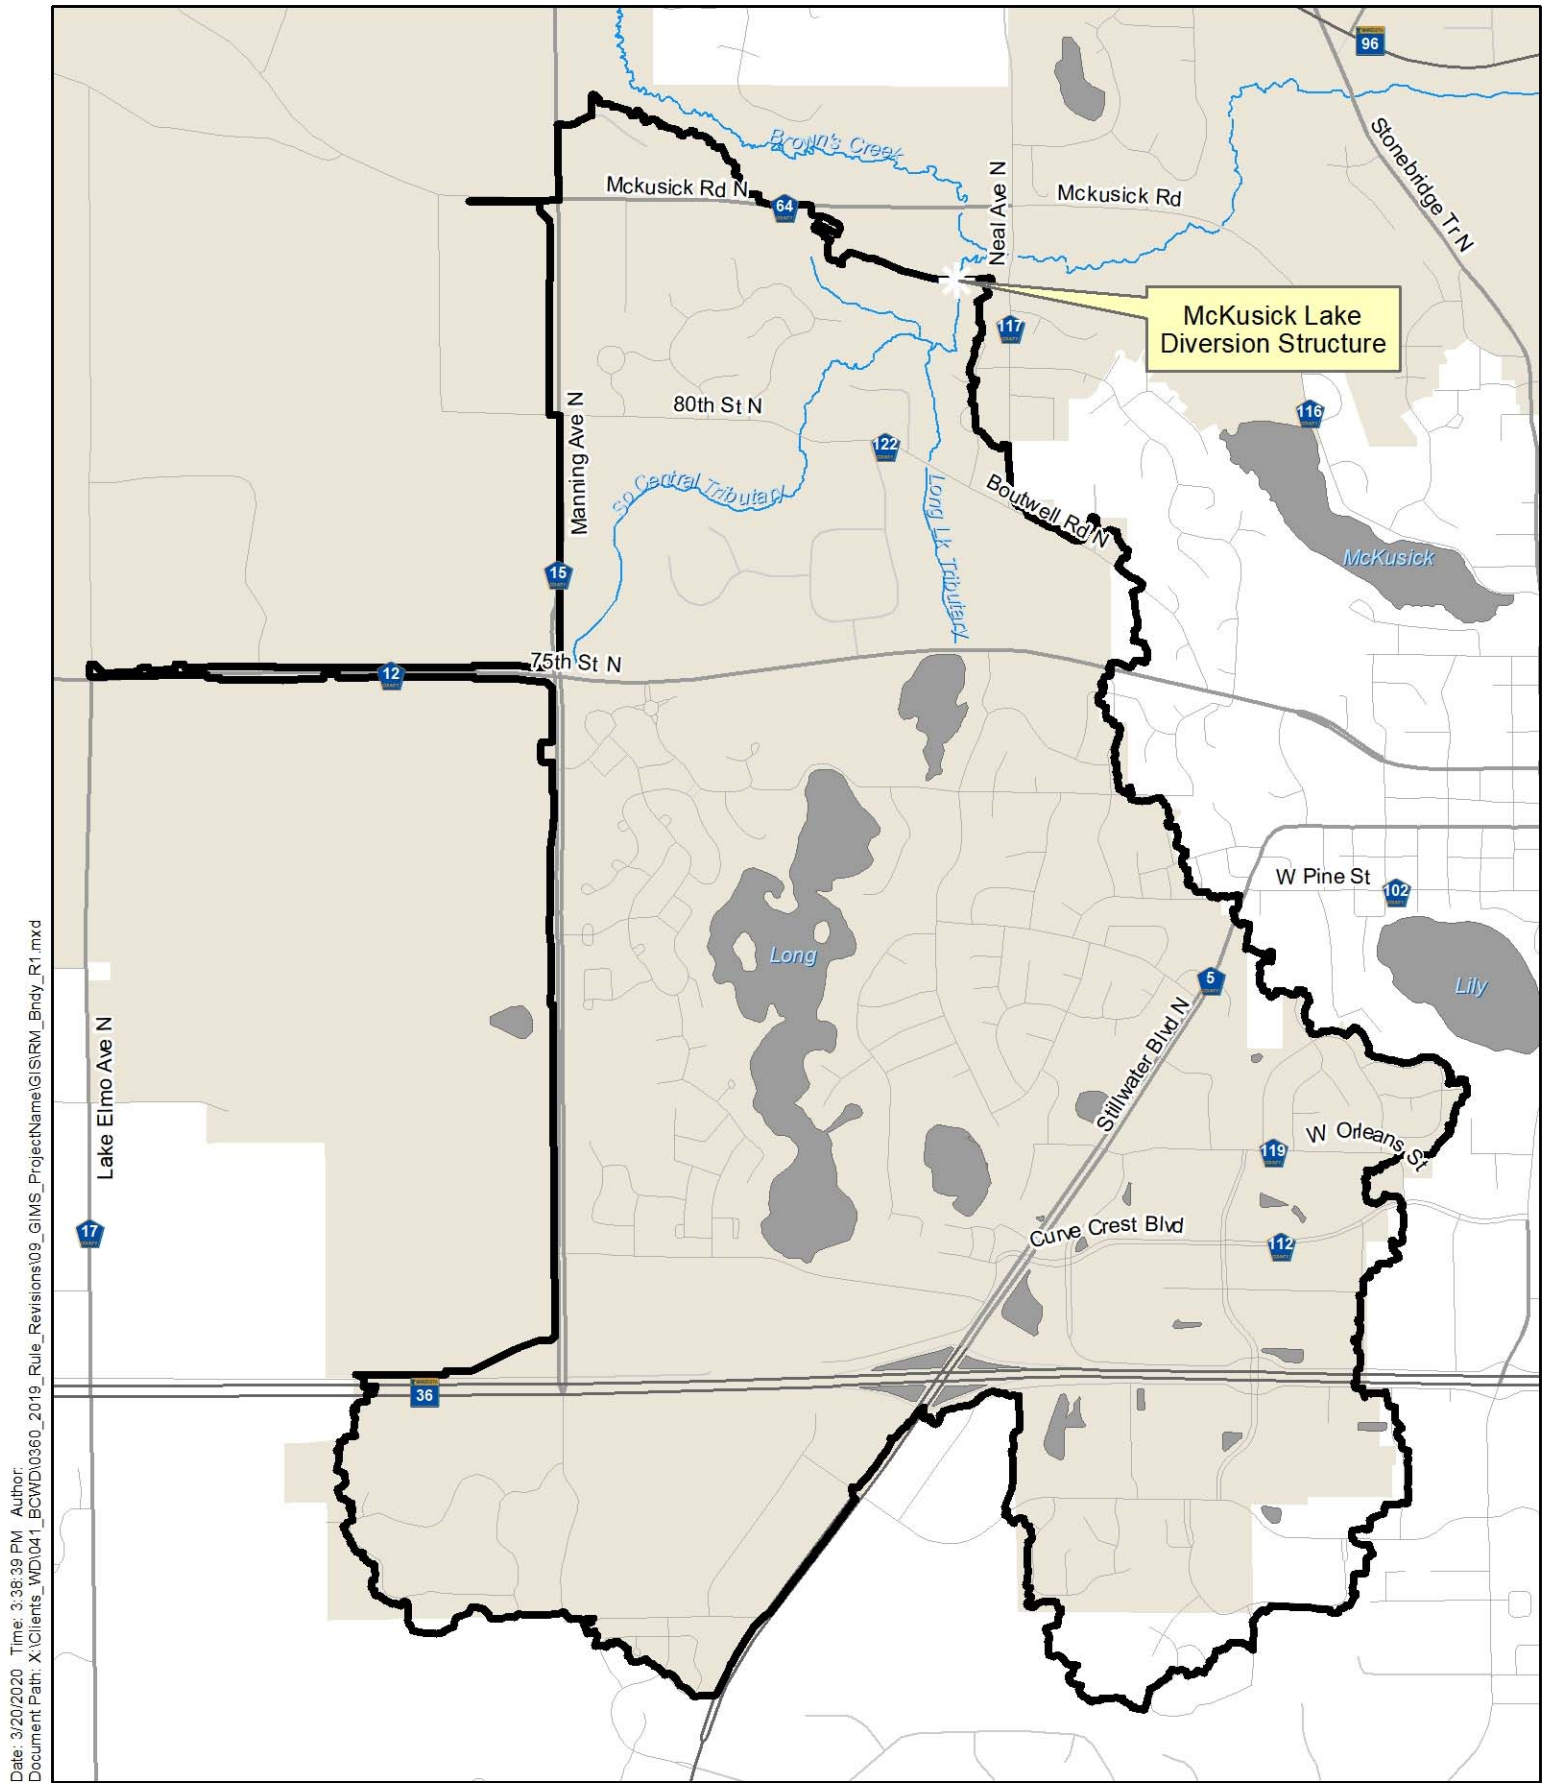 96
Brown's Creek
Stonebridge Tr N
Neal Ave N
Mckusick Rd N
Mckusick Rd
64
McKusick Lake
Diversion Structure
117
80th St N
116
Manning Ave N
122
So Central Tributary
Long Lk Tributary
Boutwell Rd N
McKusick
15
75th St N
12
W Pine St
102
Long
5
Lily
Stillwater Blvd N
Lake Elmo Ave N
W Orleans St
119
17
Curve Crest Blvd
112
36
Date: 3/20/2020 Time: 3:38:39 PM Author:
Document Path: X:\Clients_WD\041_BCWD\0360_2019_Rule_Revisions\09_GIMS_ProjectName\GIS\RM_Bndy_R1.mxd